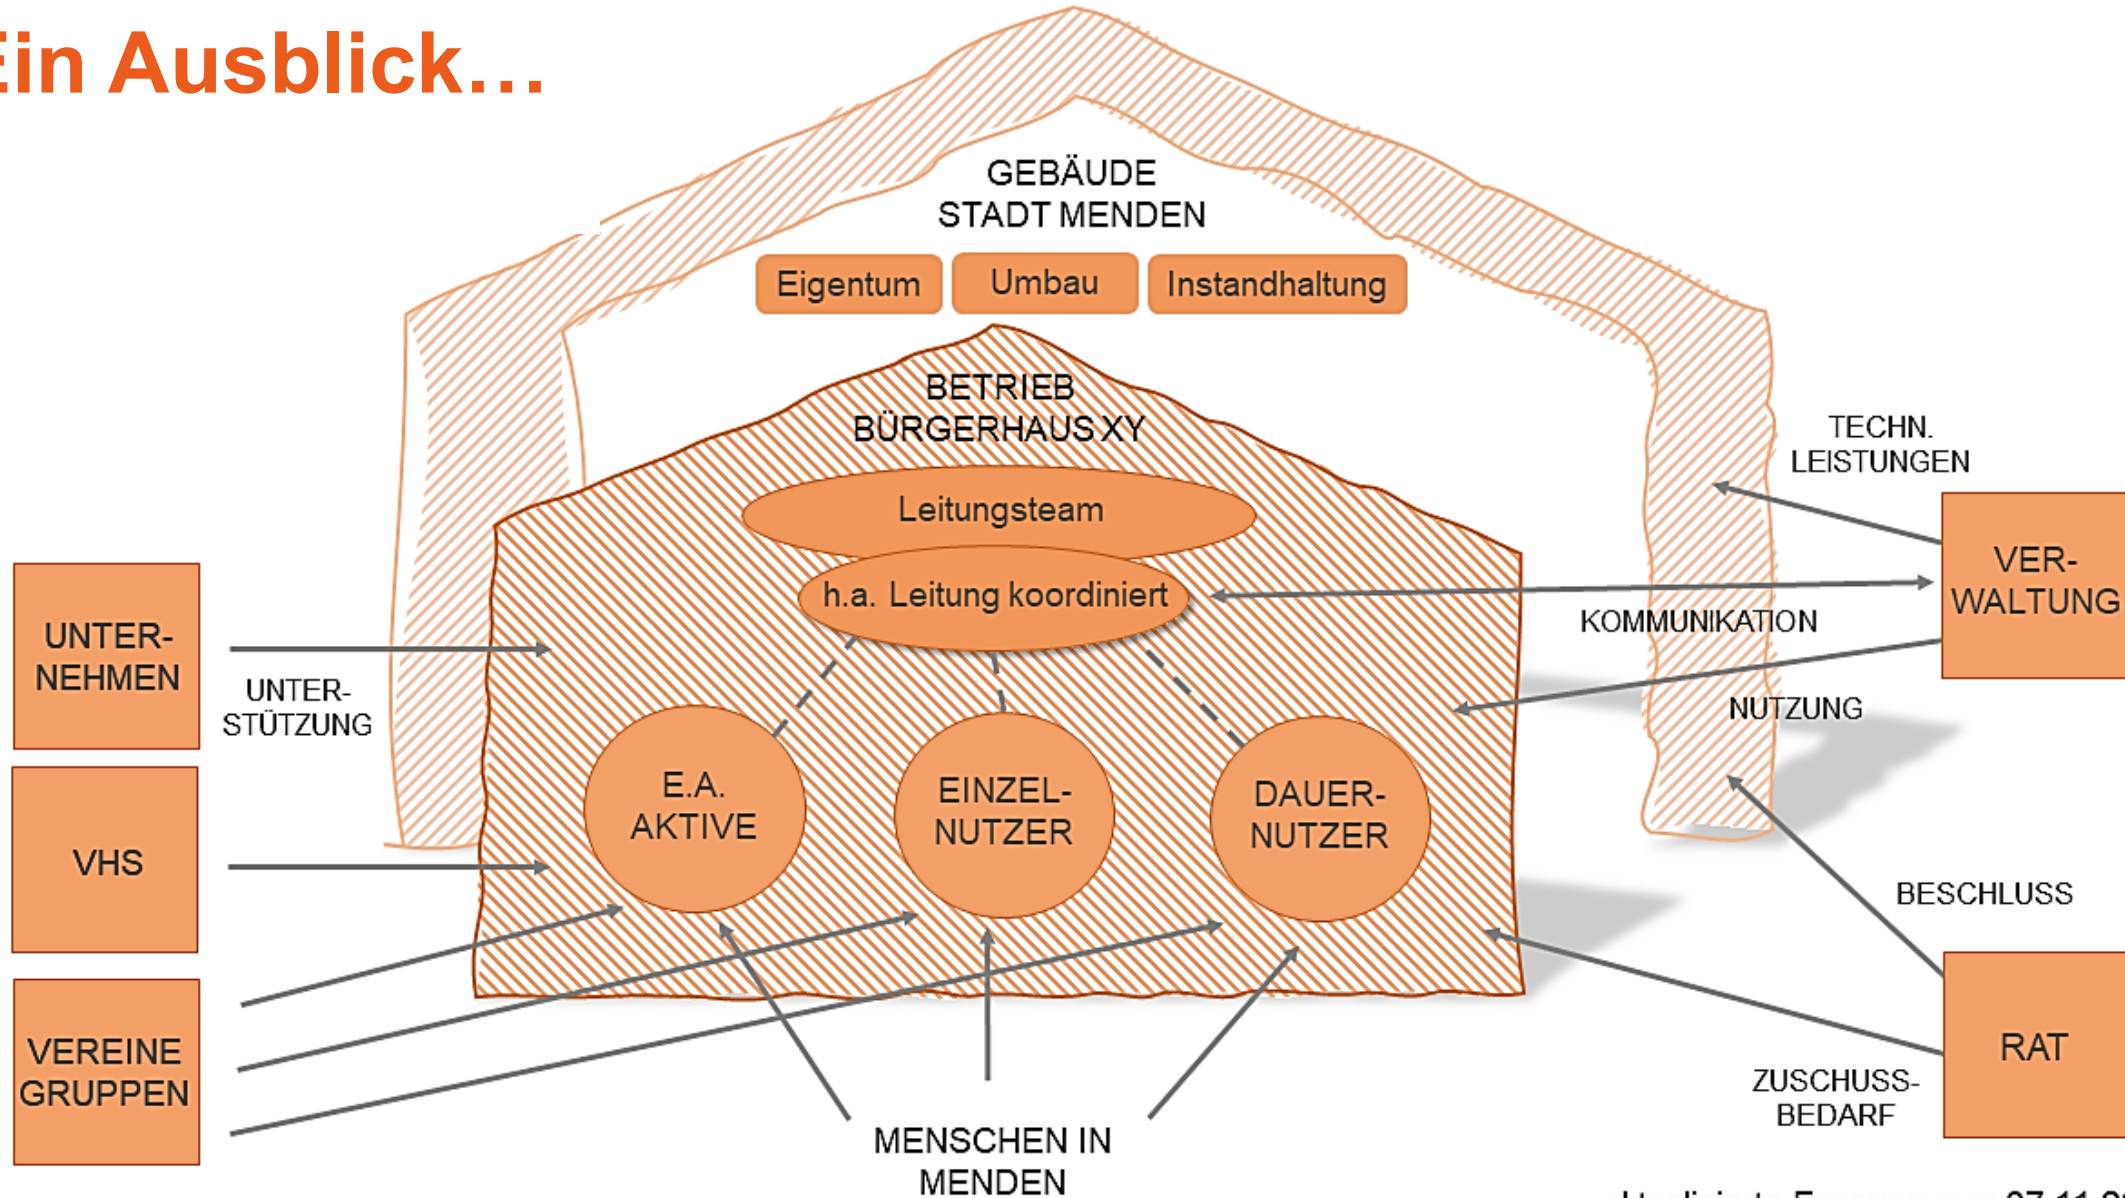 Ein Ausblick...
GEBÄUDE
STADT MENDEN
Eigentum
Umbau
Instandhaltung
BETRIEB
BÜRGERHAUS XY
Leitungsteam
h.a. Leitung koordiniert
TECHN.
LEISTUNGEN
VER-
WALTUNG
KOMMUNIKATION
NUTZUNG
UNTER-
NEHMEN
UNTER-
STÜTZUNG
VHS
VEREINE
GRUPPEN
E.A.
AKTIVE
EINZEL-
NUTZER
DAUER-
NUTZER
BESCHLUSS
RAT
ZUSCHUSS-
BEDARF
MENSCHEN IN
MENDEN